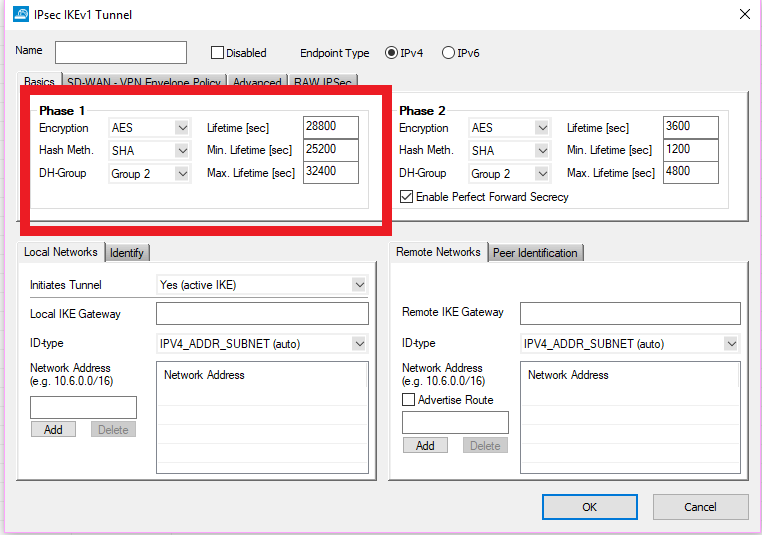 IPsec IKEv1 Tunnel
Name Disabled Endpoint Type IPv4 IPv6
Basics SD-WAN - VPN Envelope Policy Advanced RAW IPSec
Phase 1
Encryption AES Lifetime [sec] 28800
Hash Meth. SHA Min. Lifetime [sec] 25200
DH-Group Group 2 Max. Lifetime [sec] 32400
Phase 2
Encryption AES Lifetime [sec] 3600
Hash Meth. SHA Min. Lifetime [sec] 1200
DH-Group Group 2 Max. Lifetime [sec] 4800
Enable Perfect Forward Secrecy
Local Networks Identify
Initiates Tunnel Yes (active IKE)
Local IKE Gateway
ID-type IPV4_ADDR_SUBNET (auto)
Network Address
(e.g. 10.6.0.0/16)
Network Address
Add Delete
Remote Networks Peer Identification
Remote IKE Gateway
ID-type IPV4_ADDR_SUBNET (auto)
Network Address
(e.g. 10.6.0.0/16)
Network Address
Advertise Route
Add Delete
OK Cancel